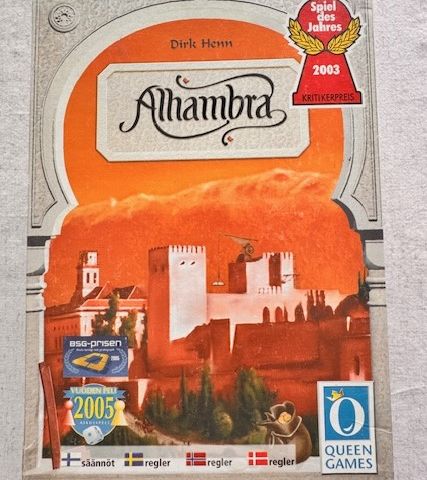 Spiel
des
Jahres
2003
KRITIKERPREIS
Dirk Henn
Alhambra
BSG-PRISEN
2005
VUODEN PELI
2005
säännöt regler regler regler
QUEEN
GAMES